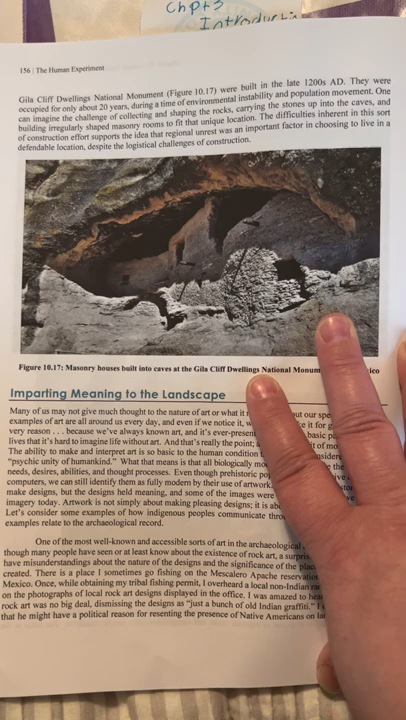 Chpt 3
Introducti
156 | The Human Experiment
Gila Cliff Dwellings National Monument (Figure 10.17) were built in the late 1200s AD. They
occupied for only about 20 years, during a time of environmental instability and population movement. One
can imagine the challenge of collecting and shaping the rocks, carrying the stones up into the caves, and
building irregularly shaped masonry rooms to fit that unique location. The difficulties inherent in this sort
of construction effort supports the idea that regional unrest was an important factor in choosing to live in a
defendable location, despite the logistical challenges of construction.
Figure 10.17: Masonry houses built into caves at the Gila Cliff Dwellings National Monum ico
Imparting Meaning to the Landscape
Many of us may not give much thought to the nature of art or what it out our spe
examples of art are all around us every day, and even if we notice it, w e it for g
very reason . . . because we've always known art, and it's ever-presen basic pa
lives that it's hard to imagine life without art. And that's really the point; t of mo
The ability to make and interpret art is so basic to the human condition nsidere
"psychic unity of humankind." What that means is that all biologically mo the
needs, desires, abilities, and thought processes. Even though prehistoric po ive
computers, we can still identify them as fully modern by their use of artwork
make designs, but the designs held meaning, and some of the images were
imagery today. Artwork is not simply about making pleasing designs; it is ab
Let's consider some examples of how indigenous peoples communicate thro
examples relate to the archaeological record.
One of the most well-known and accessible sorts of art in the archaeological
though many people have seen or at least know about the existence of rock art, a surpris
have misunderstandings about the nature of the designs and the significance of the plac
created. There is a place I sometimes go fishing on the Mescalero Apache reservation
Mexico. Once, while obtaining my tribal fishing permit, I overheard a local non-Indian ra
on the photographs of local rock art designs displayed in the office. I was amazed to hea
rock art was no big deal, dismissing the designs as "just a bunch of old Indian graffiti." I
that he might have a political reason for resenting the presence of Native Americans on la